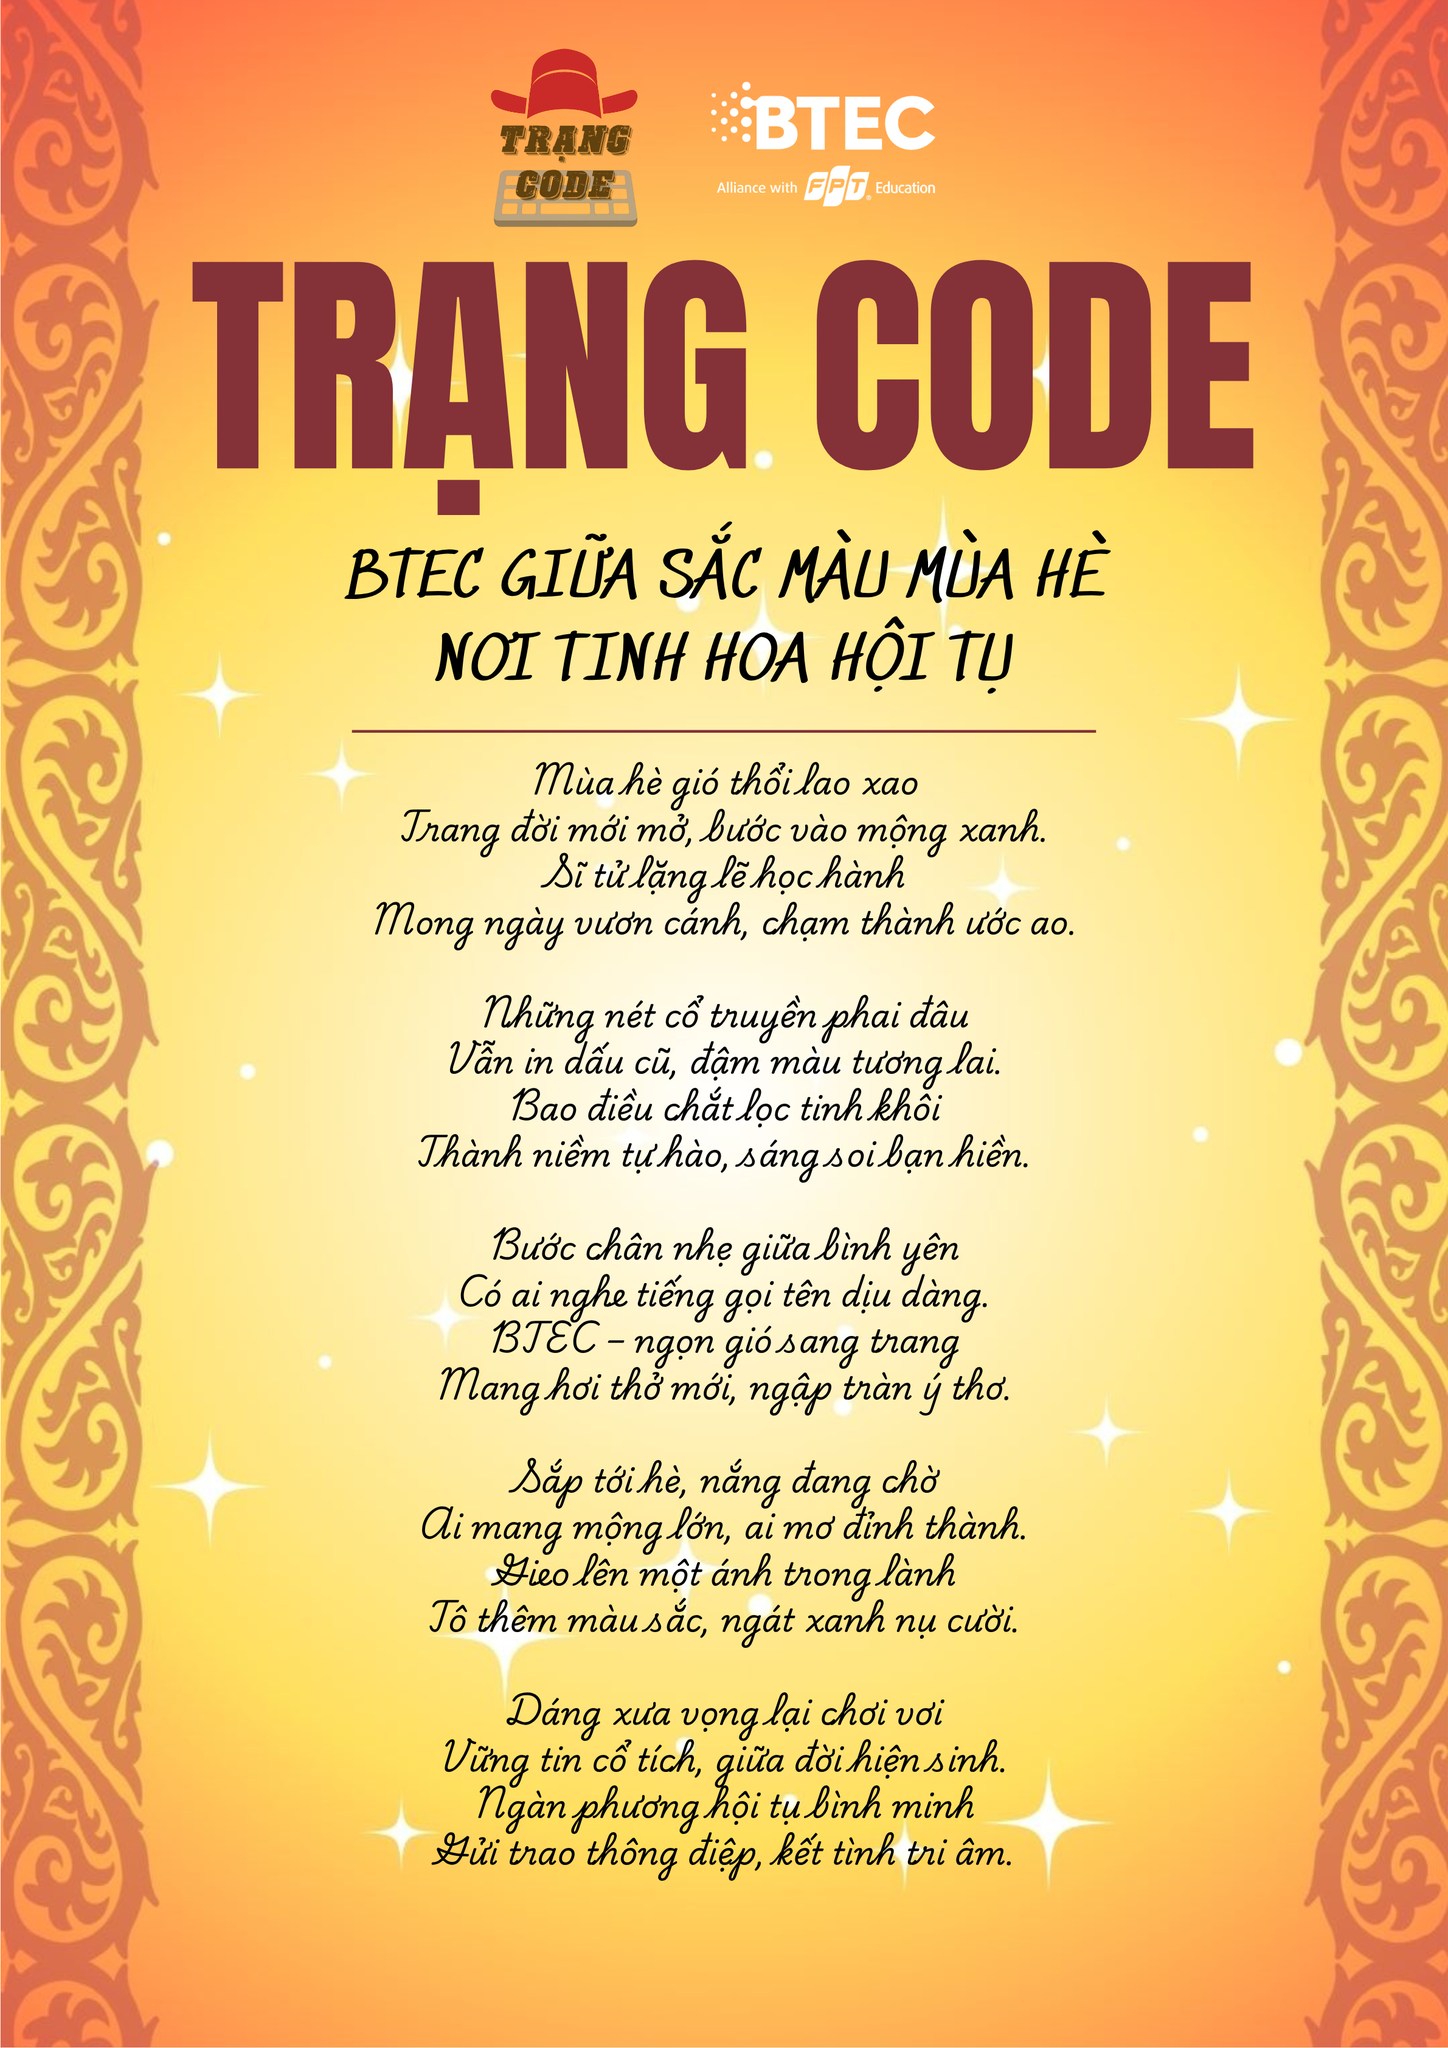 TRẠNG
CODE
BTEC
Alliance with FPT Education
TRẠNG CODE
BTEC GIỮA SẮC MÀU MÙA HÈ
NƠI TINH HOA HỘI TỤ
Mùa hè gió thổi lao xao
Trang đời mới mở, bước vào mộng xanh.
Sĩ tử lặng lẽ học hành
Mong ngày vươn cánh, chạm thành ước ao.
Những nét cổ truyền phai đâu
Vẫn in dấu cũ, đậm màu tương lai.
Bao điều chắt lọc tinh khôi
Thành niềm tự hào, sáng soi bạn hiền.
Bước chân nhẹ giữa bình yên
Có ai nghe tiếng gọi tên dịu dàng.
BTEC – ngọn gió sang trang
Mang hơi thở mới, ngập tràn ý thơ.
Sắp tới hè, nắng đang chờ
Ai mang mộng lớn, ai mơ đỉnh thành.
Gieo lên một ánh trong lành
Tô thêm màu sắc, ngát xanh nụ cười.
Dáng xưa vọng lại chơi vơi
Vững tin cổ tích, giữa đời hiện sinh.
Ngàn phương hội tụ bình minh
Gửi trao thông điệp, kết tình tri âm.